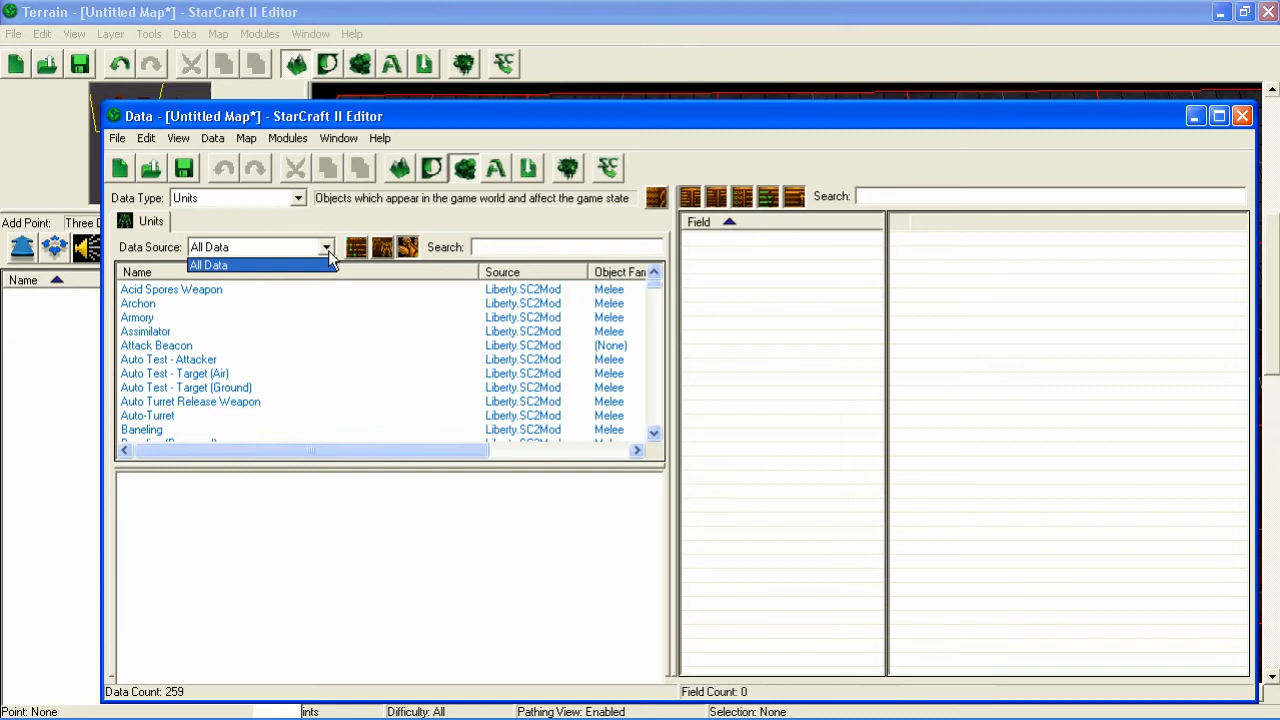 Terrain - [Untitled Map*] - StarCraft II Editor
File Edit View Layer Tools Data Map Modules Window Help
Data - [Untitled Map*] - StarCraft II Editor
File Edit View Data Map Modules Window Help
Data Type: Units Objects which appear in the game world and affect the game state Search:
Add Point: Three D
Units
Field
Data Source: All Data Search:
All Data
Name
Name Source Object Fan
Acid Spores Weapon Liberty.SC2Mod Melee
Archon Liberty.SC2Mod Melee
Armory Liberty.SC2Mod Melee
Assimilator Liberty.SC2Mod Melee
Attack Beacon Liberty.SC2Mod (None)
Auto Test - Attacker Liberty.SC2Mod Melee
Auto Test - Target (Air) Liberty.SC2Mod Melee
Auto Test - Target (Ground) Liberty.SC2Mod Melee
Auto Turret Release Weapon Liberty.SC2Mod Melee
Auto-Turret Liberty.SC2Mod Melee
Baneling Liberty.SC2Mod Melee
Data Count: 259 Field Count: 0
Point: None ints Difficulty: All Pathing View: Enabled Selection: None